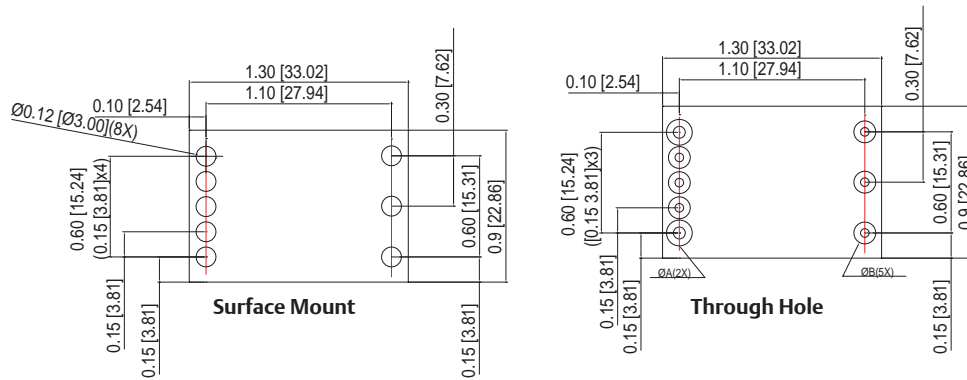 1.30 [33.02]
1.10 [27.94]
0.10 [2.54]
Ø0.12 [Ø3.00](8X)
0.30 [7.62]
0.60 [15.24]
(0.15 [3.81]x4)
0.60 [15.31]
0.9 [22.86]
0.15 [3.81]
0.15 [3.81]
0.15 [3.81]
Surface Mount
1.30 [33.02]
1.10 [27.94]
0.10 [2.54]
0.30 [7.62]
0.60 [15.24]
([0.15 3.81]x3)
0.60 [15.31]
0.9 [22.86]
ØA(2X)
ØB(5X)
0.15 [3.81]
0.15 [3.81]
0.15 [3.81]
Through Hole